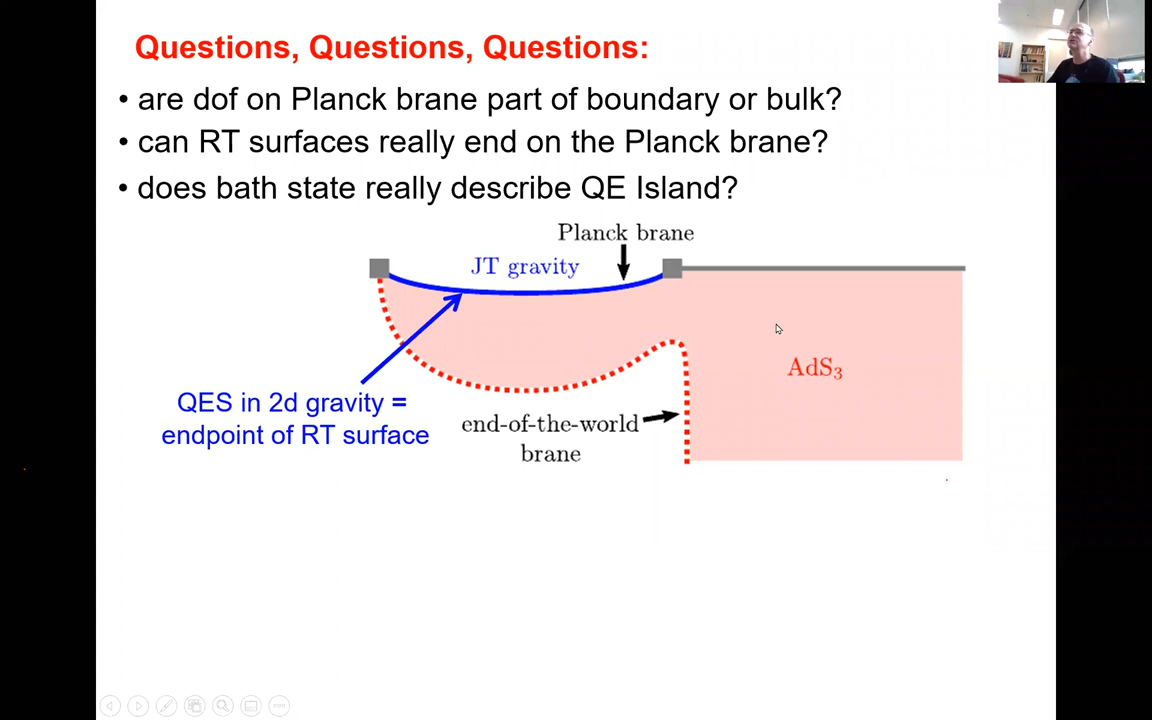 Questions, Questions, Questions:
• are dof on Planck brane part of boundary or bulk?
• can RT surfaces really end on the Planck brane?
• does bath state really describe QE Island?
Planck brane
JT gravity
AdS₃
QES in 2d gravity =
endpoint of RT surface
end-of-the-world
brane